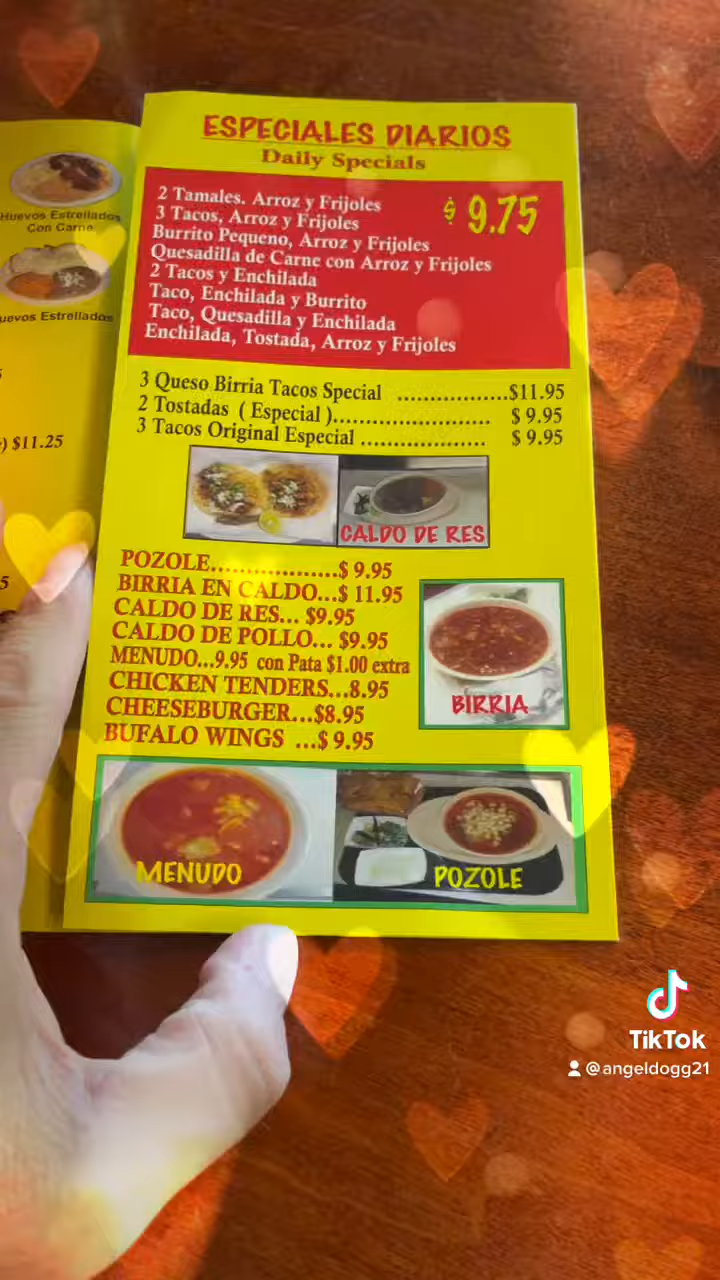 ESPECIALES DIARIOS
Daily Specials
2 Tamales. Arroz y Frijoles
$ 9.75
3 Tacos, Arroz y Frijoles
Burrito Pequeno, Arroz y Frijoles
Quesadilla de Carne con Arroz y Frijoles
2 Tacos y Enchilada
Taco, Enchilada y Burrito
Taco, Quesadilla y Enchilada
Enchilada, Tostada, Arroz y Frijoles
3 Queso Birria Tacos Special ..................$11.95
2 Tostadas ( Especial )........................ $ 9.95
3 Tacos Original Especial ................... $ 9.95
CALDO DE RES
POZOLE..................$ 9.95
BIRRIA EN CALDO...$ 11.95
CALDO DE RES... $9.95
CALDO DE POLLO... $9.95
MENUDO...9.95 con Pata $1.00 extra
CHICKEN TENDERS...8.95
CHEESEBURGER...$8.95
BUFALO WINGS ...$ 9.95
BIRRIA
MENUDO
POZOLE
Huevos Estrellados
Con Carne
uevos Estrellados
) $11.25
5
TikTok
@angeldogg21